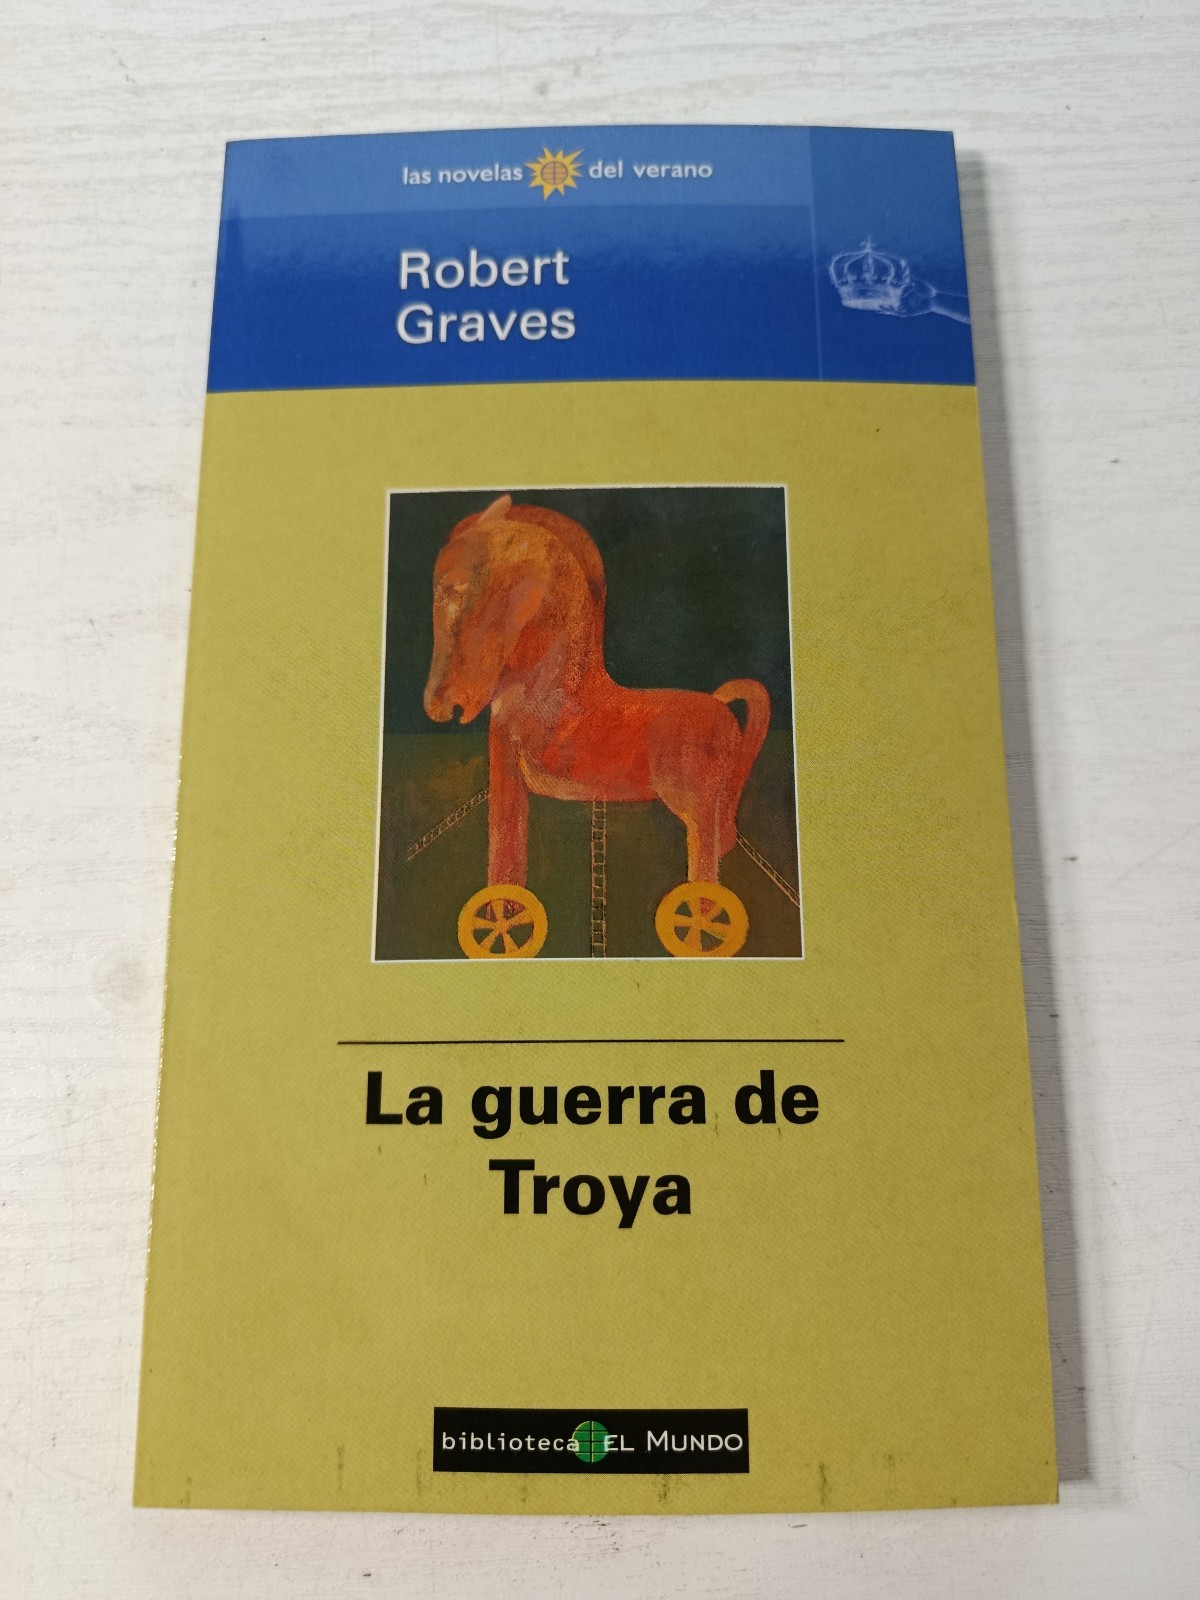 las novelas del verano
Robert
Graves
La guerra de
Troya
biblioteca EL MUNDO